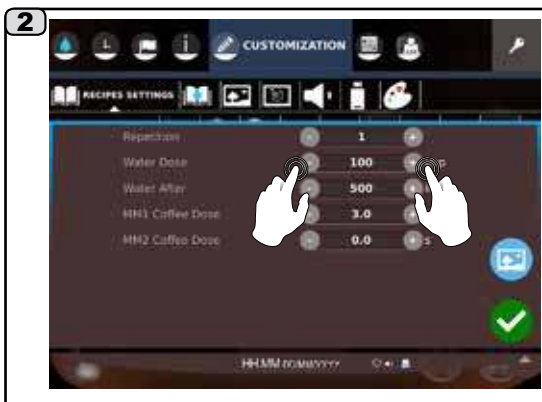 2
L
i
CUSTOMIZATION
RECIPES SETTINGS
Repetition 1
Water Dose 100
Water After 500
MM1 Coffee Dose 3.0
MM2 Coffee Dose 0.0 s
HH:MM DD/MM/YYYY